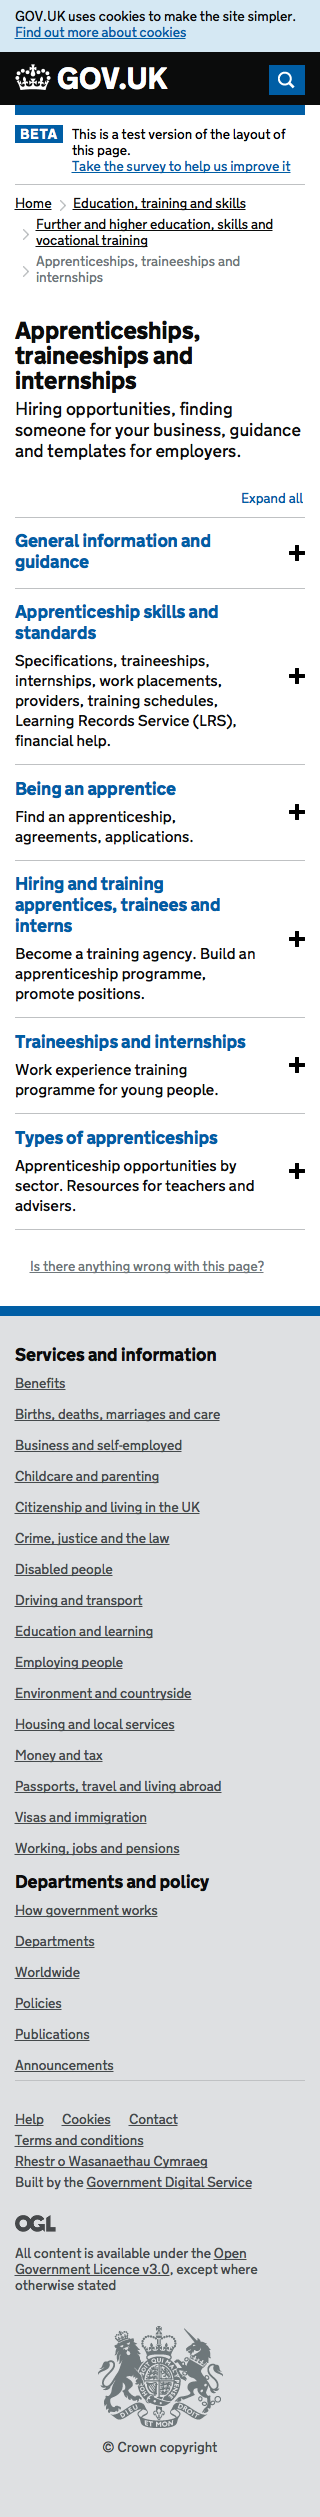 GOV.UK uses cookies to make the site simpler.
Find out more about cookies
GOV.UK
BETA
This is a test version of the layout of
this page.
Take the survey to help us improve it
Home
Education, training and skills
Further and higher education, skills and
vocational training
Apprenticeships, traineeships and
internships
Apprenticeships,
traineeships and
internships
Hiring opportunities, finding
someone for your business, guidance
and templates for employers.
Expand all
General information and
guidance
Apprenticeship skills and
standards
Specifications, traineeships,
internships, work placements,
providers, training schedules,
Learning Records Service (LRS),
financial help.
Being an apprentice
Find an apprenticeship,
agreements, applications.
Hiring and training
apprentices, trainees and
interns
Become a training agency. Build an
apprenticeship programme,
promote positions.
Traineeships and internships
Work experience training
programme for young people.
Types of apprenticeships
Apprenticeship opportunities by
sector. Resources for teachers and
advisers.
Is there anything wrong with this page?
Services and information
Benefits
Births, deaths, marriages and care
Business and self-employed
Childcare and parenting
Citizenship and living in the UK
Crime, justice and the law
Disabled people
Driving and transport
Education and learning
Employing people
Environment and countryside
Housing and local services
Money and tax
Passports, travel and living abroad
Visas and immigration
Working, jobs and pensions
Departments and policy
How government works
Departments
Worldwide
Policies
Publications
Announcements
Help Cookies Contact
Terms and conditions
Rhestr o Wasanaethau Cymraeg
Built by the Government Digital Service
OGL
All content is available under the Open
Government Licence v3.0, except where
otherwise stated
DIEU ET MON DROIT
© Crown copyright